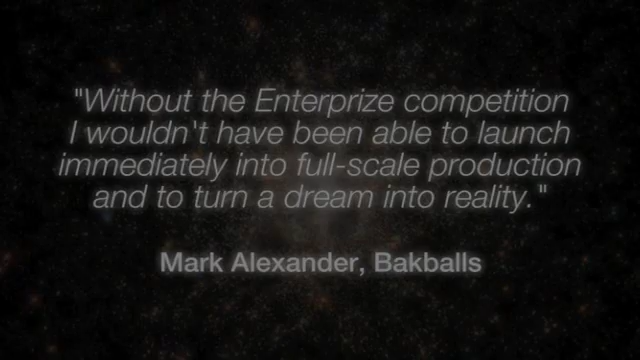 "Without the Enterprize competition
I wouldn't have been able to launch
immediately into full-scale production
and to turn a dream into reality."
Mark Alexander, Bakballs